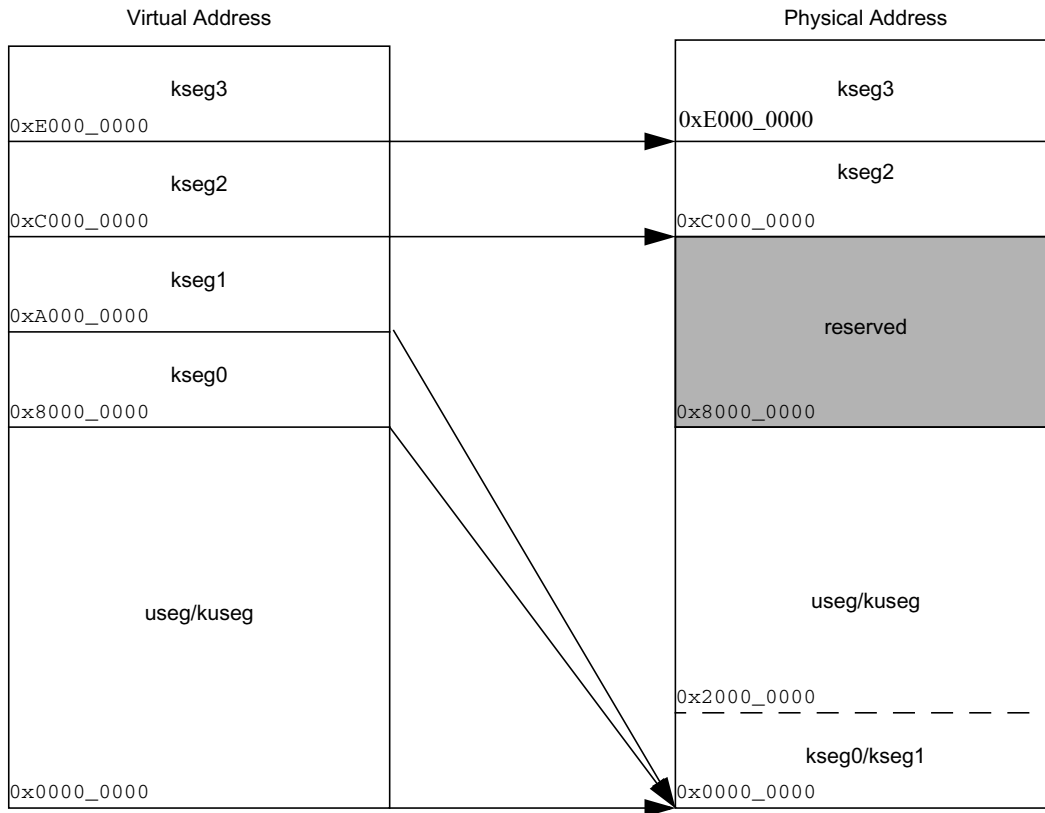 Virtual Address
Physical Address
kseg3
0xE000_0000
kseg2
0xC000_0000
kseg1
0xA000_0000
kseg0
0x8000_0000
useg/kuseg
0x0000_0000
kseg3
0xE000_0000
kseg2
0xC000_0000
reserved
0x8000_0000
useg/kuseg
0x2000_0000
kseg0/kseg1
0x0000_0000